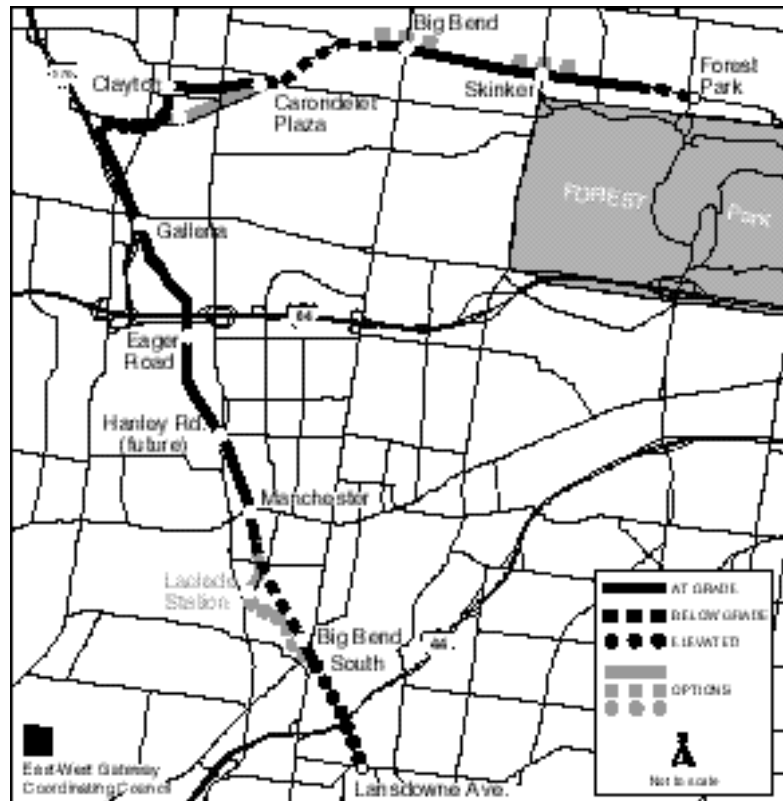 Big Bend
Forest
Park
Clayton
Skinker
Carondelet
Plaza
FOREST
Park
Galleria
64
Eager
Road
Hanley Rd.
(future)
Manchester
Laclede
Station
Big Bend
South
44
AT GRADE
BELOW GRADE
ELEVATED
OPTIONS
Not to scale
East-West Gateway
Coordinating Council
Lansdowne Ave.